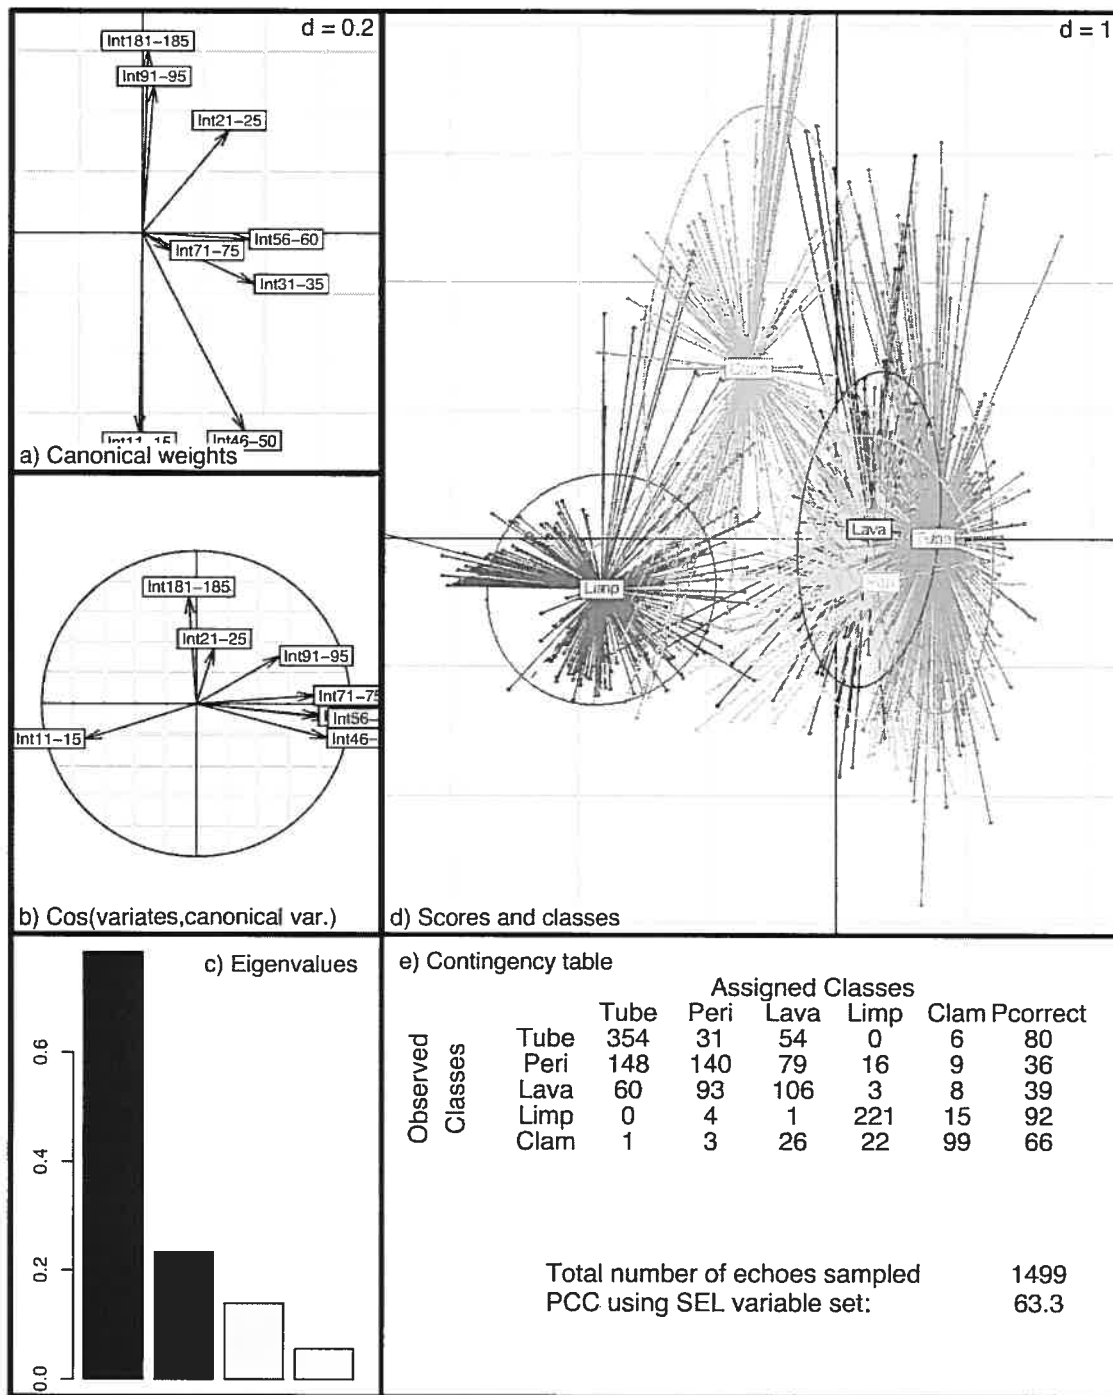 d = 0.2
Int181-185
Int91-95
Int21-25
Int56-60
Int71-75
Int31-35
Int46-50
a) Canonical weights
Int181-185
Int21-25
Int91-95
Int71-75
Int56-
Int46-
Int11-15
b) Cos(variates,canonical var.)
c) Eigenvalues
0.6
0.4
0.2
0.0
d = 1
Lava
Limp
d) Scores and classes
e) Contingency table
Assigned Classes
Tube Peri Lava Limp Clam Pcorrect
Observed
Classes
Tube 354 31 54 0 6 80
Peri 148 140 79 16 9 36
Lava 60 93 106 3 8 39
Limp 0 4 1 221 15 92
Clam 1 3 26 22 99 66
Total number of echoes sampled 1499
PCC using SEL variable set: 63.3